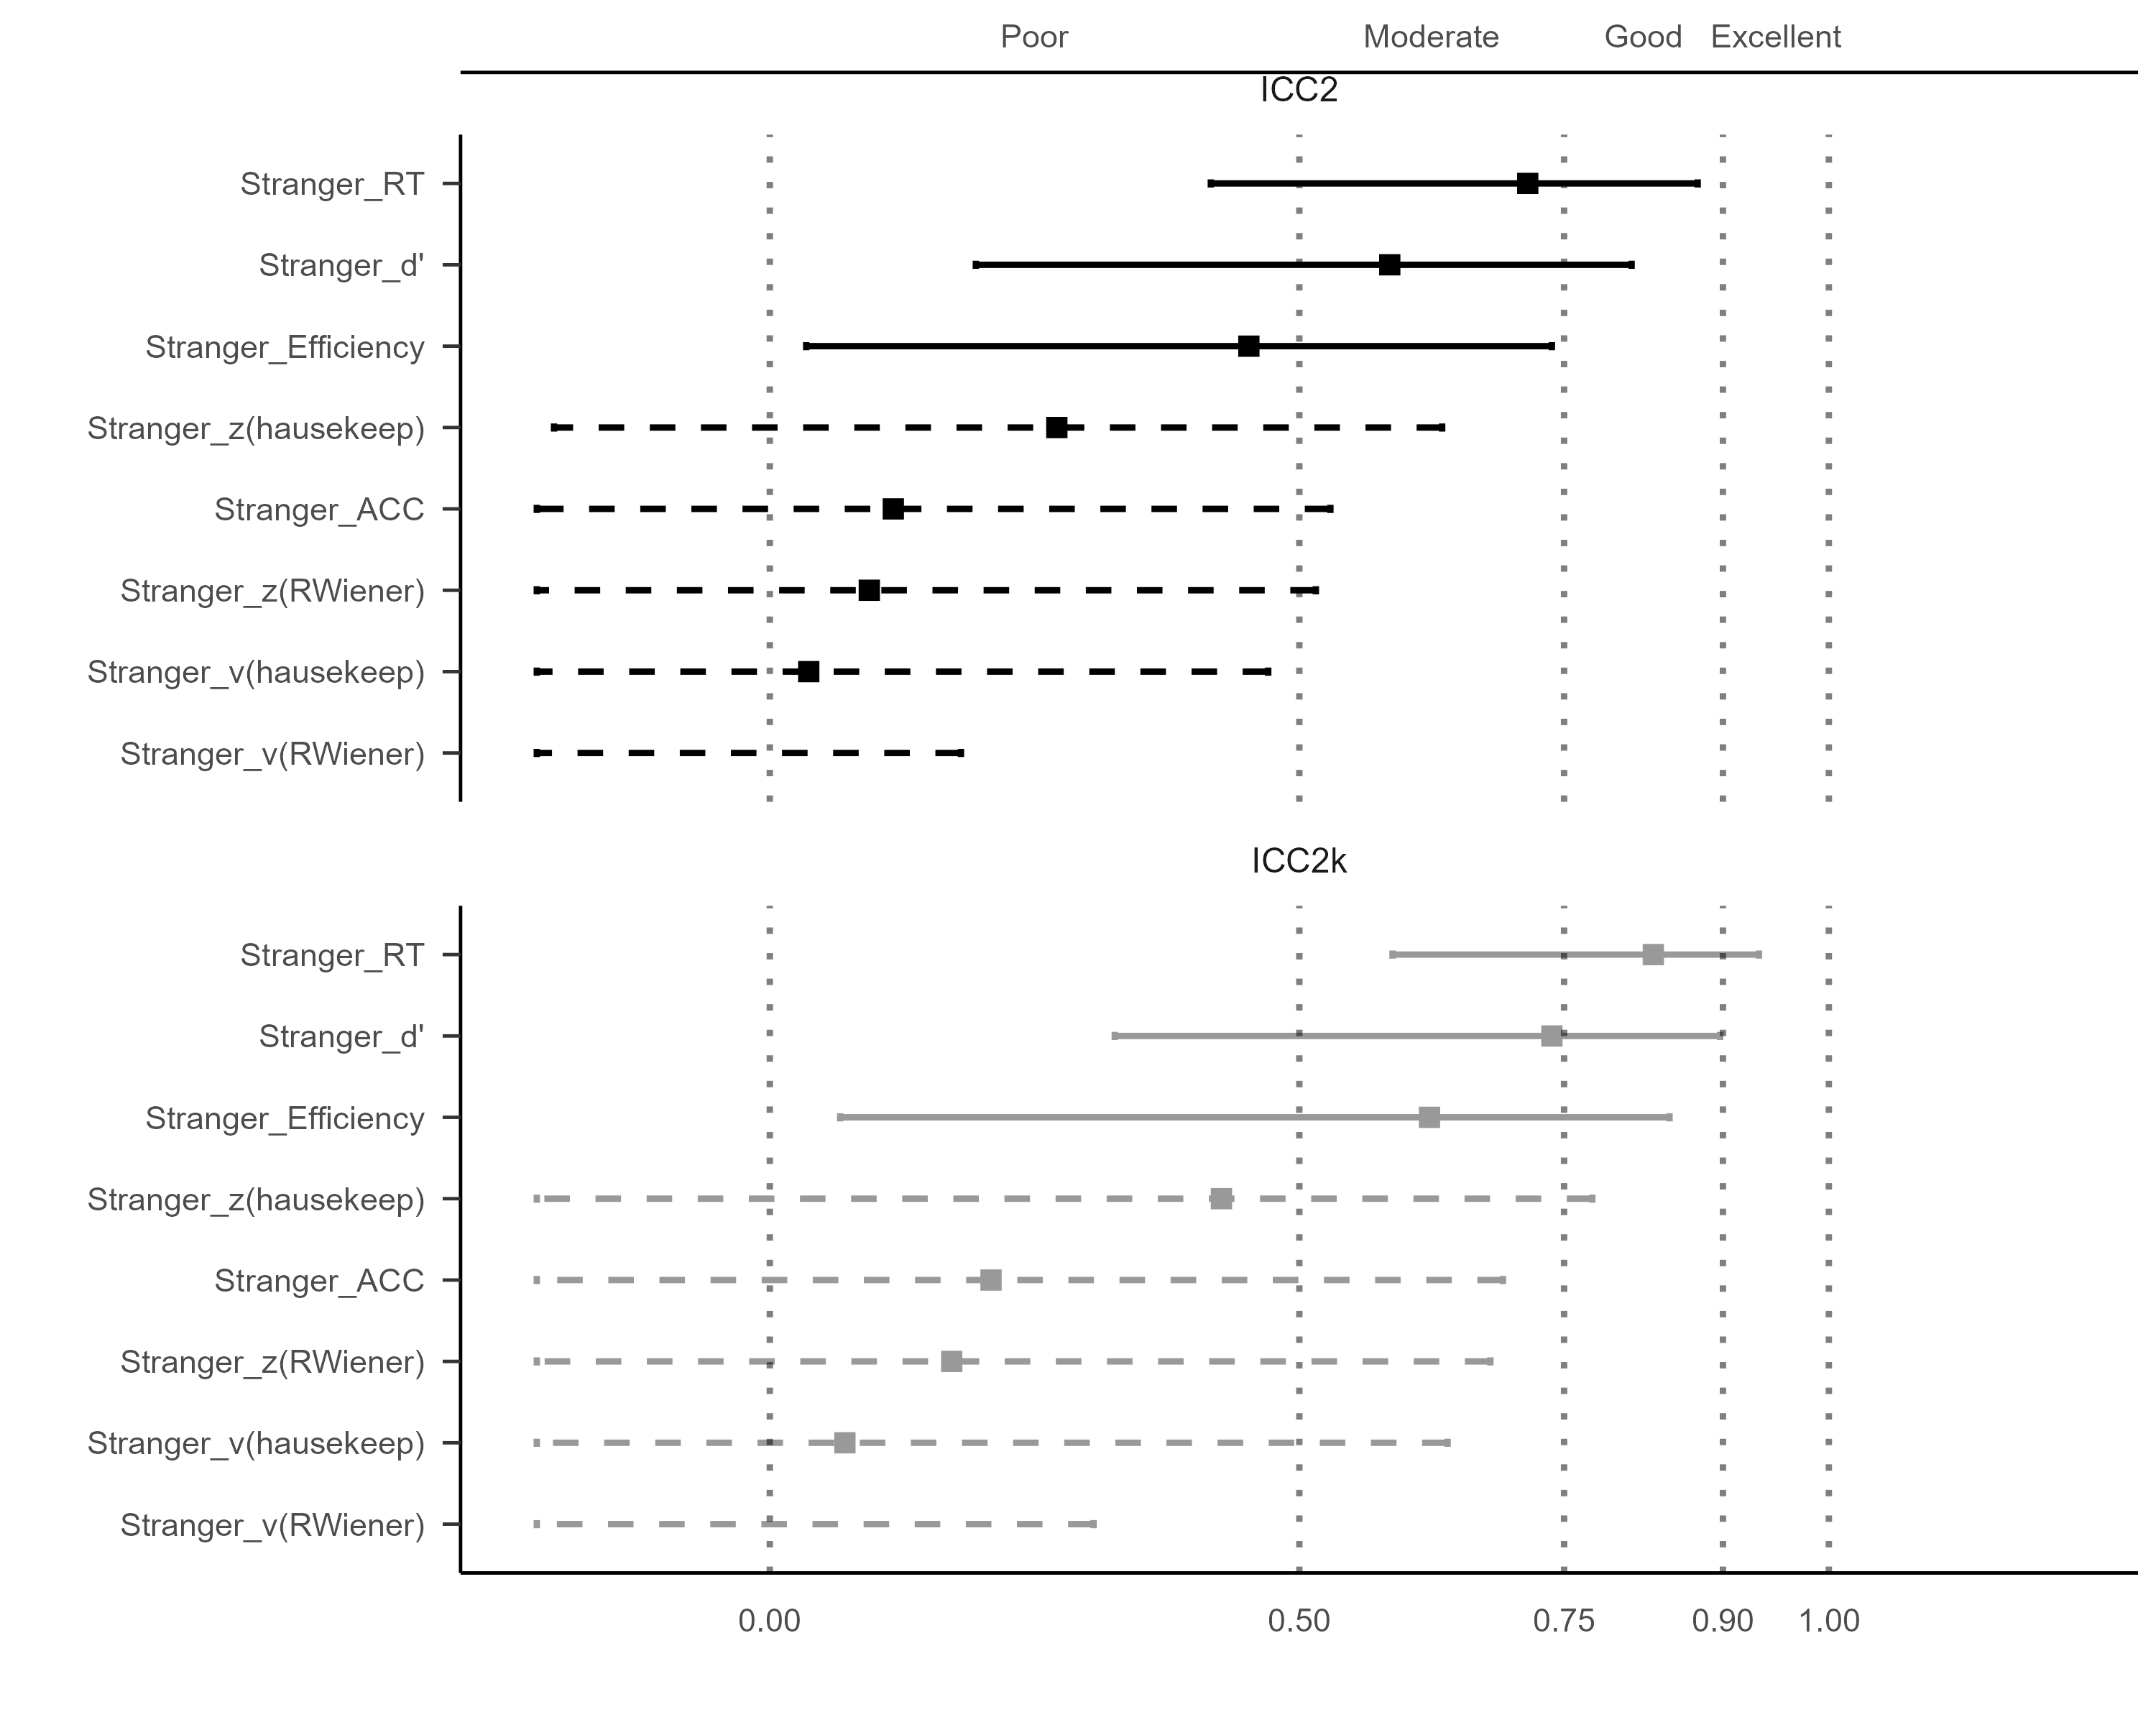 Poor Moderate Good Excellent
ICC2
Stranger_RT
Stranger_d'
Stranger_Efficiency
Stranger_z(hausekeep)
Stranger_ACC
Stranger_z(RWiener)
Stranger_v(hausekeep)
Stranger_v(RWiener)
ICC2k
Stranger_RT
Stranger_d'
Stranger_Efficiency
Stranger_z(hausekeep)
Stranger_ACC
Stranger_z(RWiener)
Stranger_v(hausekeep)
Stranger_v(RWiener)
0.00 0.50 0.75 0.90 1.00